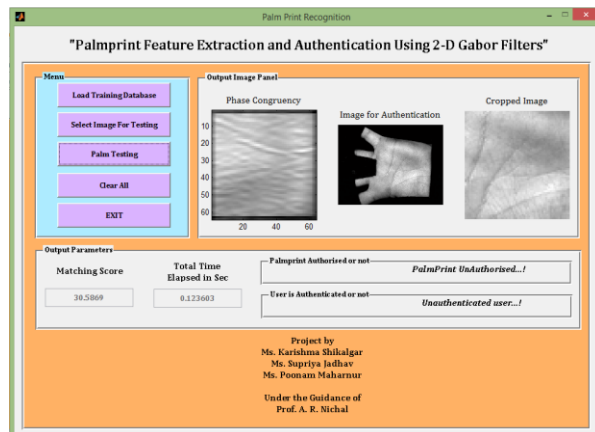 Palm Print Recognition
"Palmprint Feature Extraction and Authentication Using 2-D Gabor Filters"
Menu
Load Training Database
Select Image For Testing
Palm Testing
Clear All
EXIT
Output Image Panel
Phase Congruency
10
20
30
40
50
60
20 40 60
Image for Authentication
Cropped Image
Output Parameters
Matching Score
30.5869
Total Time
Elapsed in Sec
0.123603
Palmprint Authorised or not
PalmPrint UnAuthorised...!
User is Authenticated or not
Unauthenticated user...!
Project by
Ms. Karishma Shikalgar
Ms. Supriya Jadhav
Ms. Poonam Maharnur
Under the Guidance of
Prof. A. R. Nichal